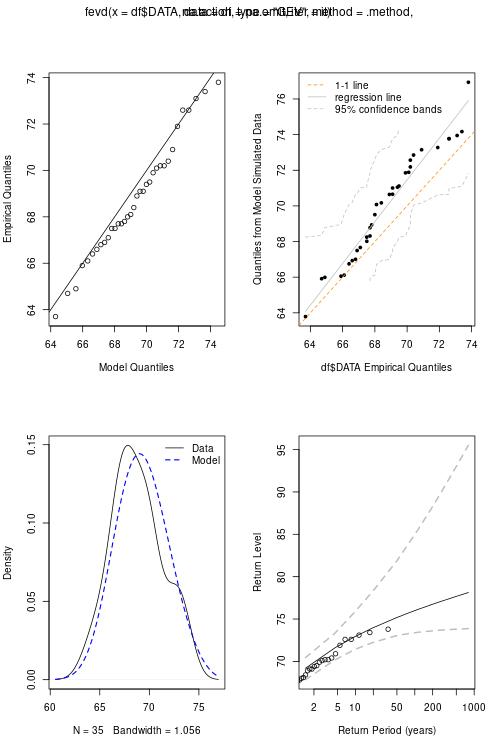 fevd(x = df$DATA,
method = .method,
74
72
70
68
66
64
Empirical Quantiles
64 66 68 70 72 74
Model Quantiles
1-1 line
regression line
95% confidence bands
76
74
72
70
68
66
64
Quantiles from Model Simulated Data
64 66 68 70 72 74
df$DATA Empirical Quantiles
Data
Model
0.15
0.10
0.05
0.00
Density
60 65 70 75
N = 35 Bandwidth = 1.056
95
90
85
80
75
70
Return Level
2 5 10 50 200 1000
Return Period (years)